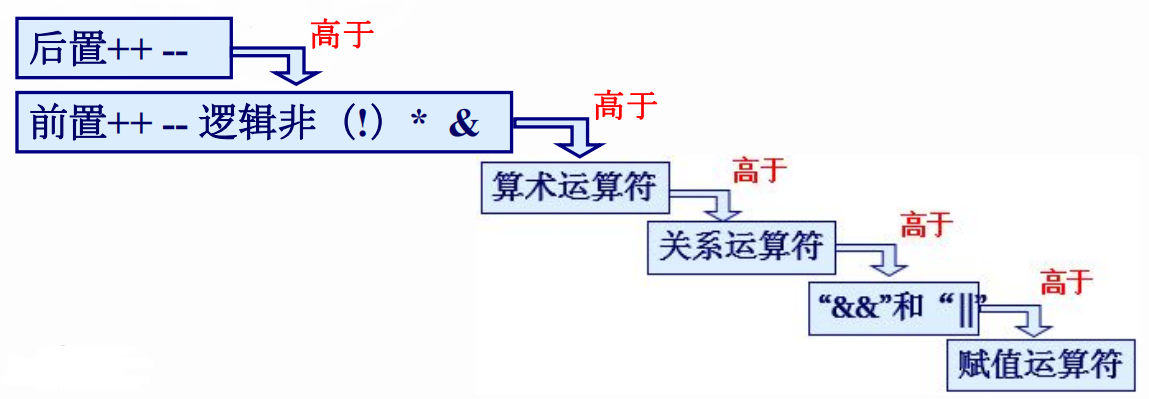 后置++ --
高于
前置++ -- 逻辑非（!）* &
高于
算术运算符
高于
关系运算符
高于
“&&”和“||”
高于
赋值运算符